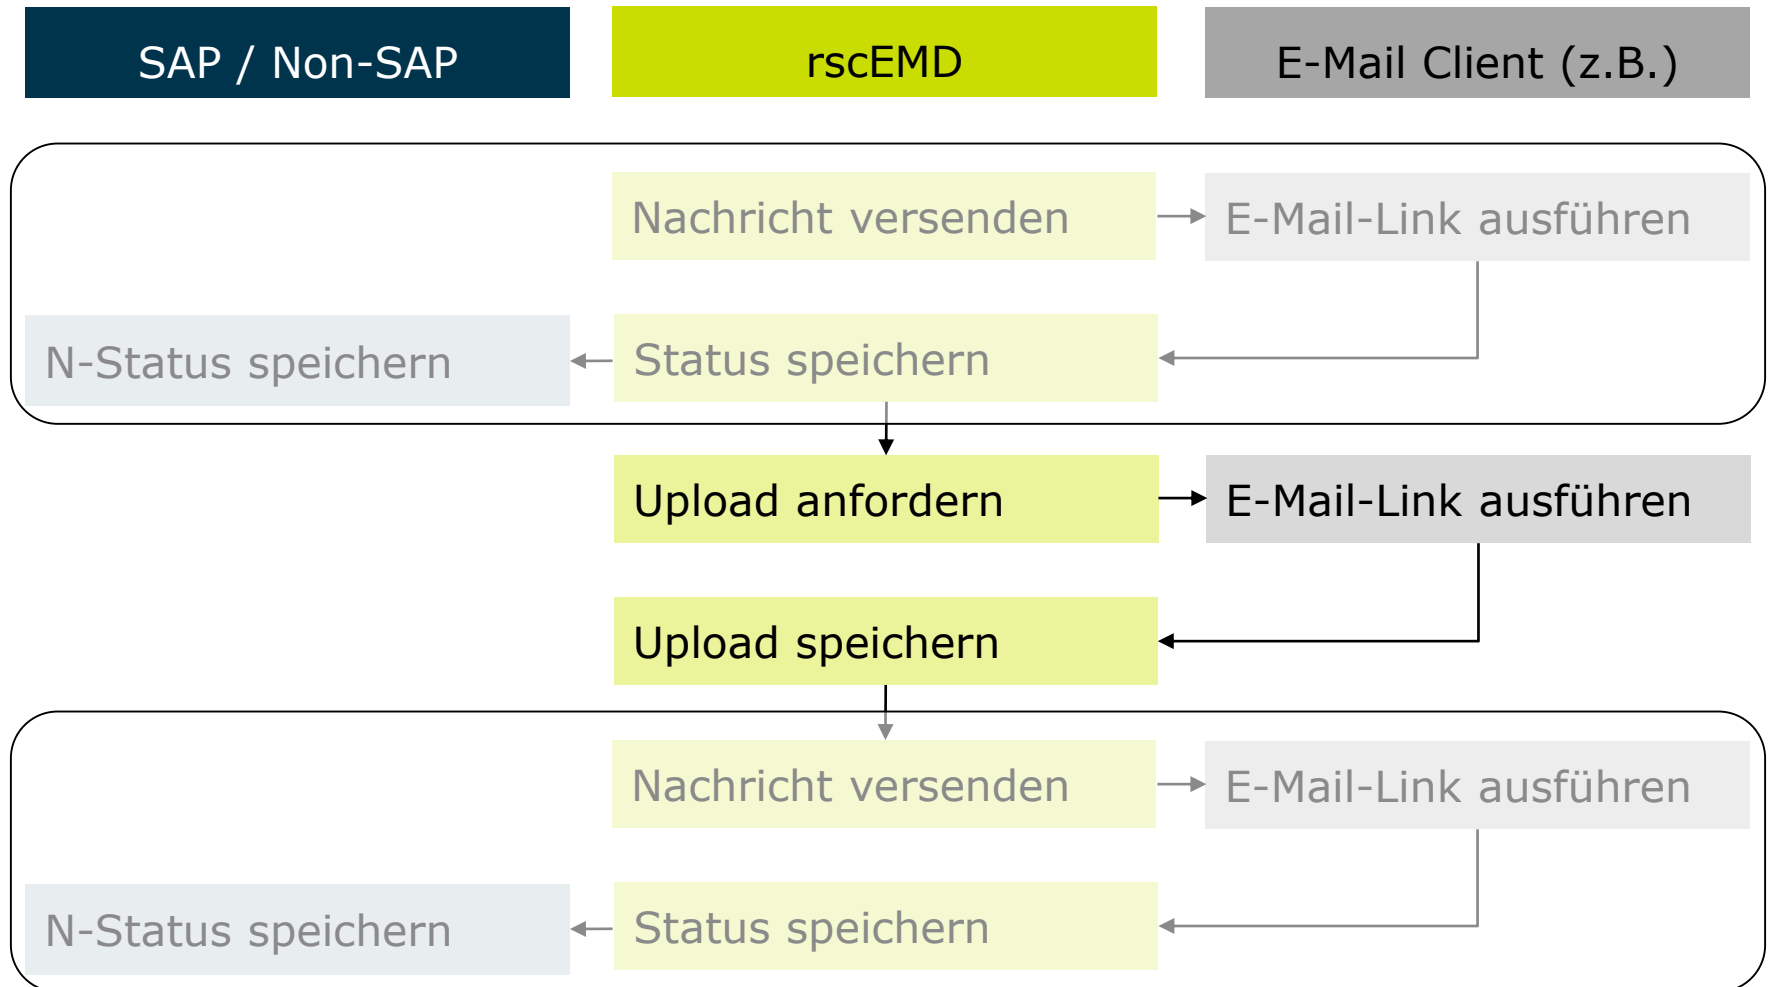 SAP / Non-SAP
rscEMD
E-Mail Client (z.B.)
Nachricht versenden
E-Mail-Link ausführen
N-Status speichern
Status speichern
Upload anfordern
E-Mail-Link ausführen
Upload speichern
Nachricht versenden
E-Mail-Link ausführen
N-Status speichern
Status speichern